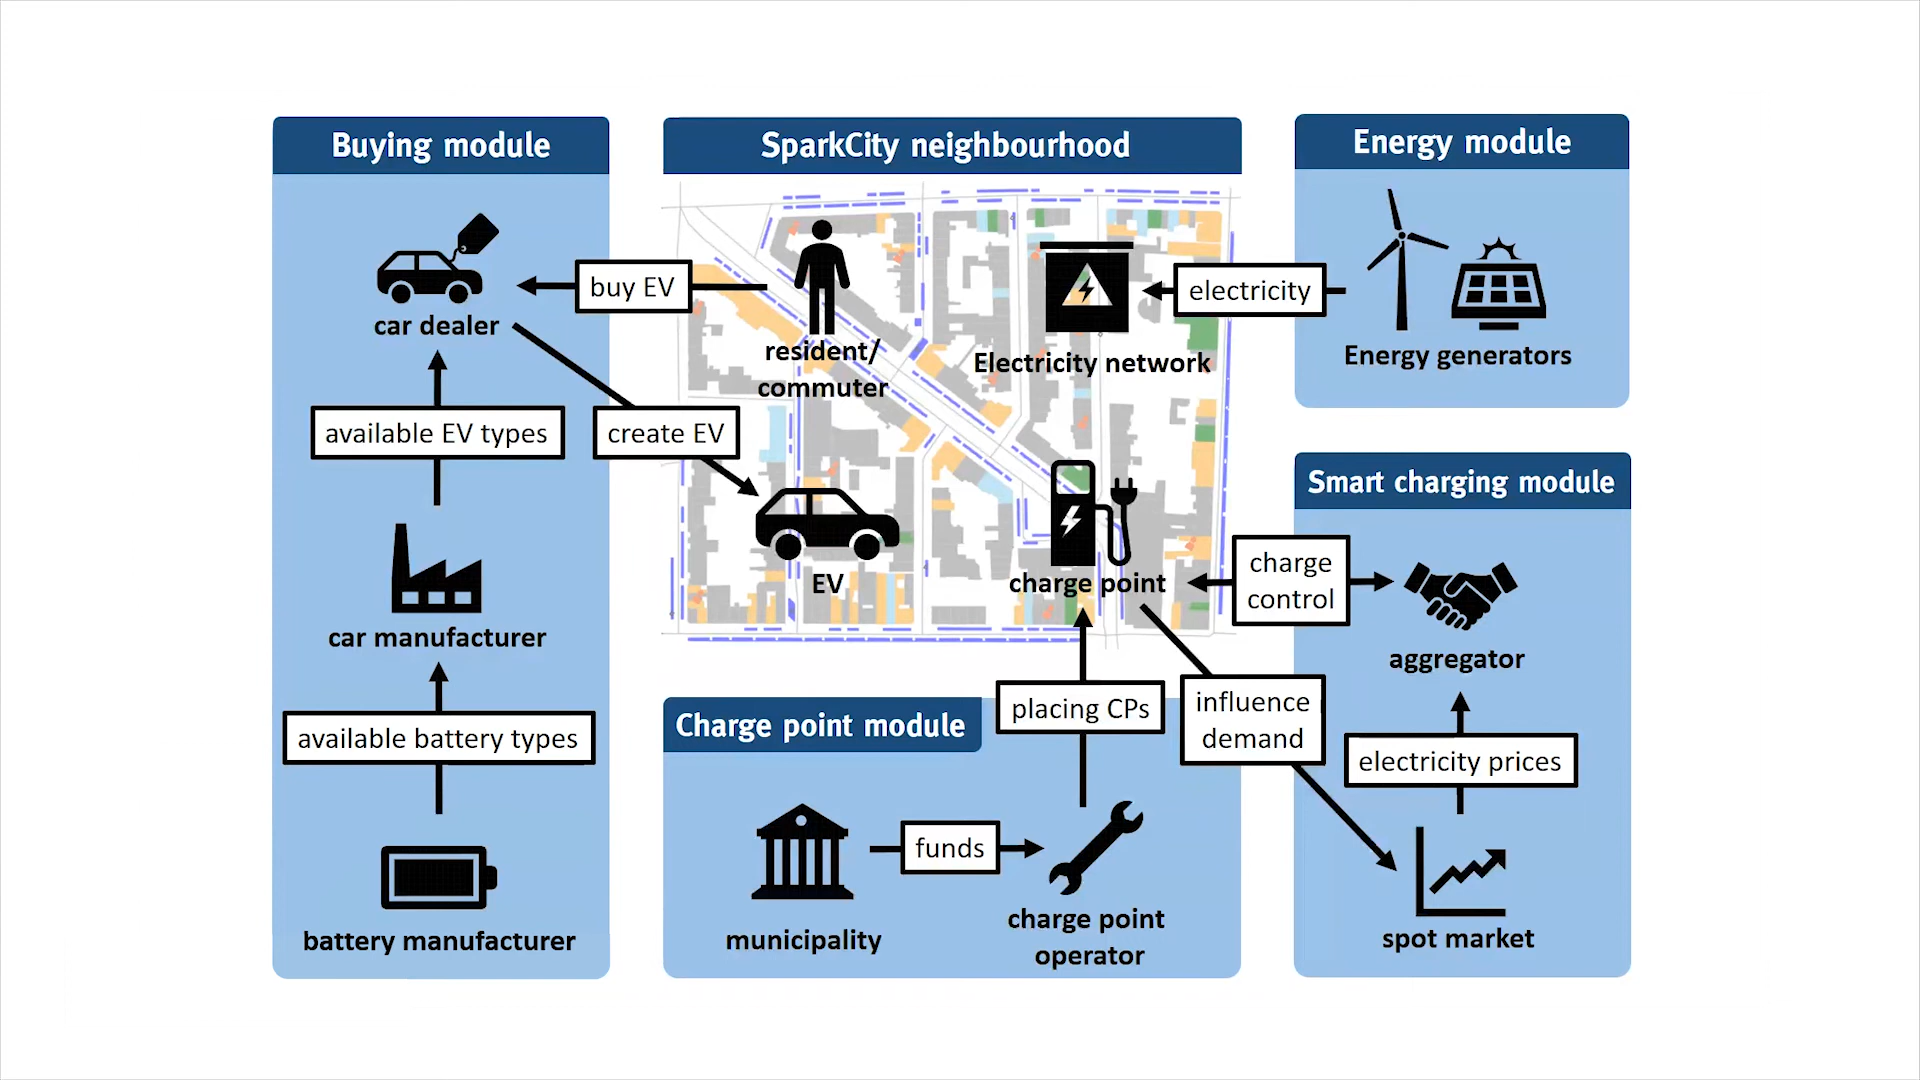 Buying module
car dealer
available EV types
car manufacturer
available battery types
battery manufacturer
buy EV
create EV
SparkCity neighbourhood
resident/
commuter
Electricity network
EV
charge point
Charge point module
municipality
funds
charge point
operator
placing CPs
influence
demand
Energy module
electricity
Energy generators
Smart charging module
charge
control
aggregator
electricity prices
spot market